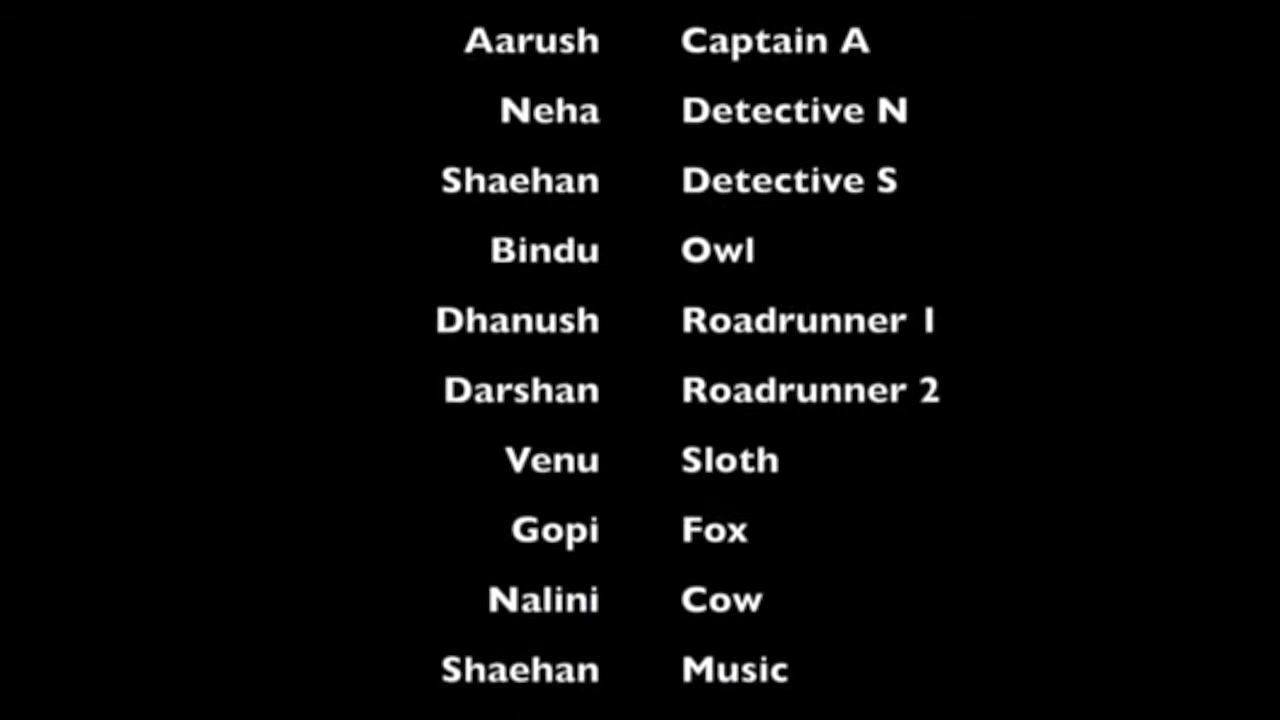 Aarush Captain A
Neha Detective N
Shaehan Detective S
Bindu Owl
Dhanush Roadrunner 1
Darshan Roadrunner 2
Venu Sloth
Gopi Fox
Nalini Cow
Shaehan Music